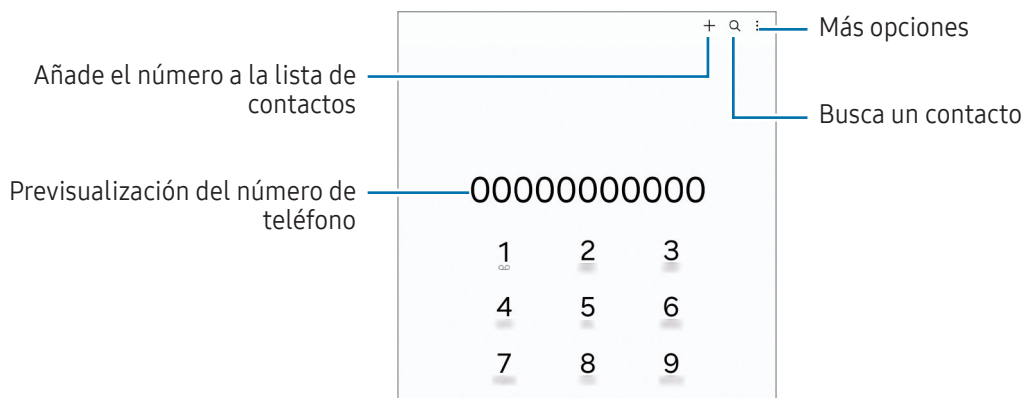 Más opciones
Añade el número a la lista de
contactos
Busca un contacto
Previsualización del número de
teléfono
00000000000
1 2 3
4 5 6
7 8 9